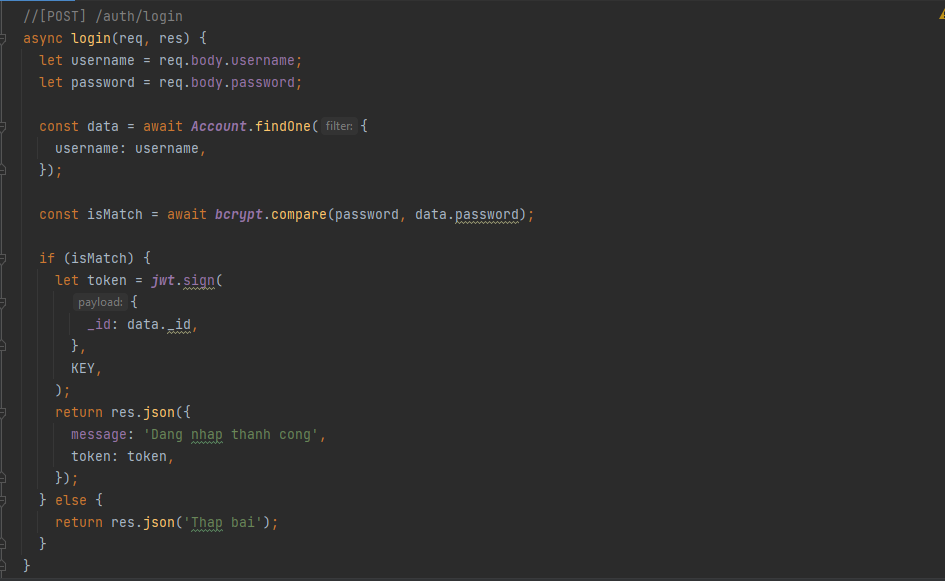 //[POST] /auth/login
async login(req, res) {
let username = req.body.username;
let password = req.body.password;
const data = await Account.findOne( filter: {
username: username,
});
const isMatch = await bcrypt.compare(password, data.password);
if (isMatch) {
let token = jwt.sign(
payload: {
_id: data._id,
},
KEY,
);
return res.json({
message: 'Dang nhap thanh cong',
token: token,
});
} else {
return res.json('Thap bai');
}
}